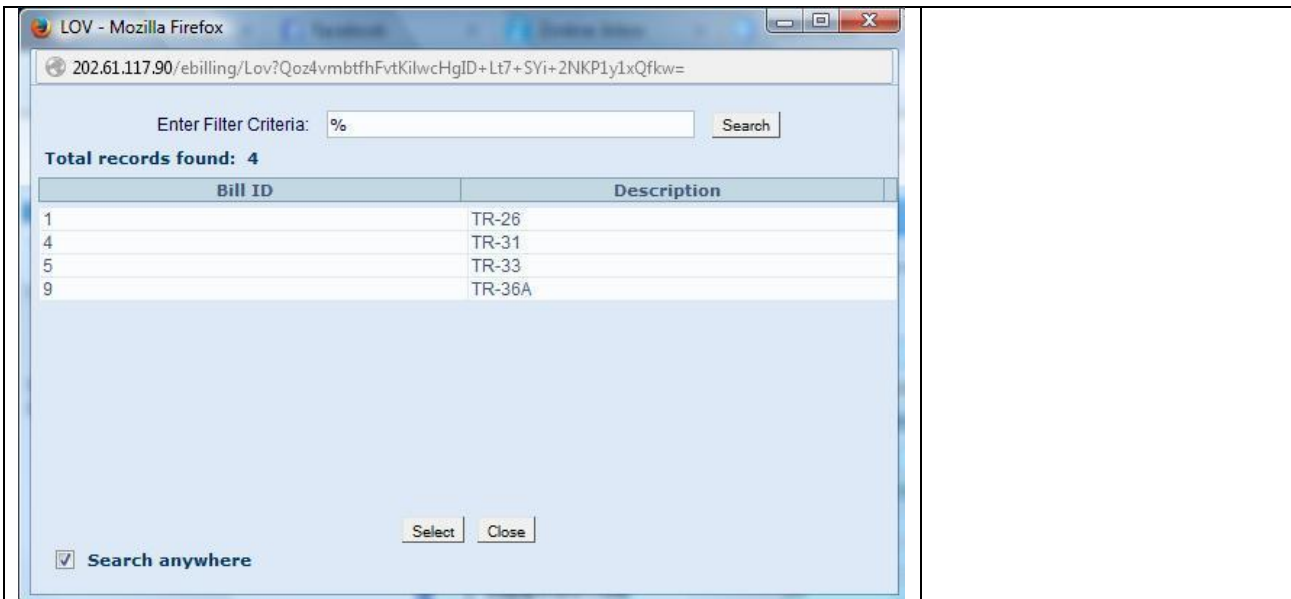 LOV - Mozilla Firefox
202.61.117.90/ebilling/Lov?Qoz4vmbtfhFvtKilwcHgID+Lt7+SYi+2NKP1y1xQfkw=
Enter Filter Criteria: % Search
Total records found: 4
Bill ID Description
1 TR-26
4 TR-31
5 TR-33
9 TR-36A
Select Close
Search anywhere